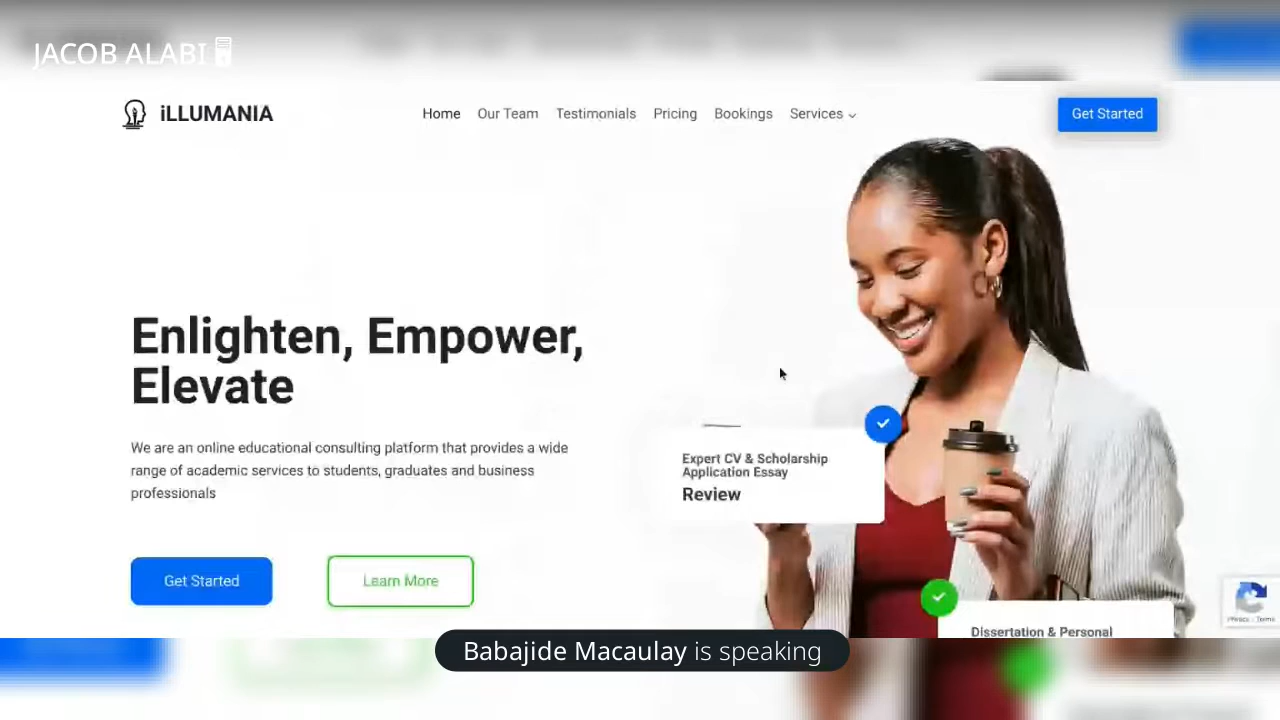 JACOB ALABI
iLLUMANIA
Home Our Team Testimonials Pricing Bookings Services
Get Started
Enlighten, Empower,
Elevate
We are an online educational consulting platform that provides a wide
range of academic services to students, graduates and business
professionals
Get Started
Learn More
Expert CV & Scholarship
Application Essay
Review
Dissertation & Personal
Privacy - Terms
Babajide Macaulay is speaking